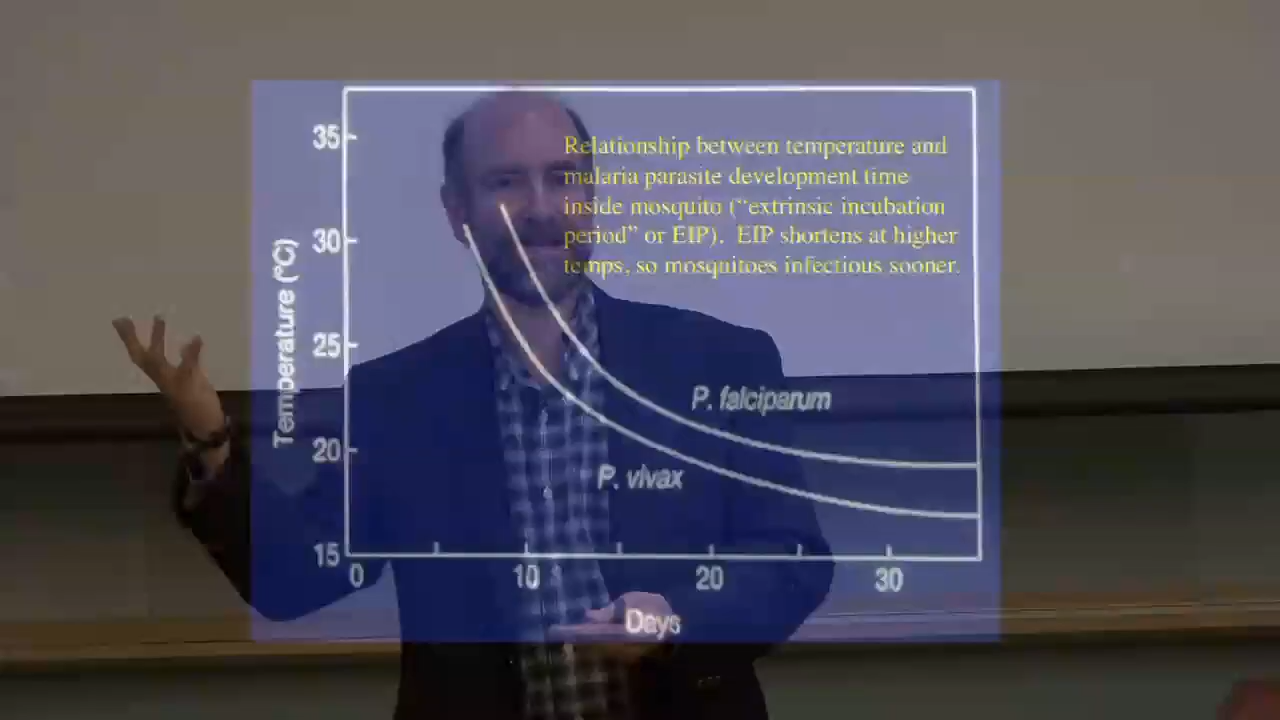 Relationship between temperature and
malaria parasite development time
inside mosquito (“extrinsic incubation
period” or EIP). EIP shortens at higher
temps, so mosquitoes infectious sooner.
Temperature (°C)
35
30
25
20
15
P. falciparum
P. vivax
0 10 20 30
Days